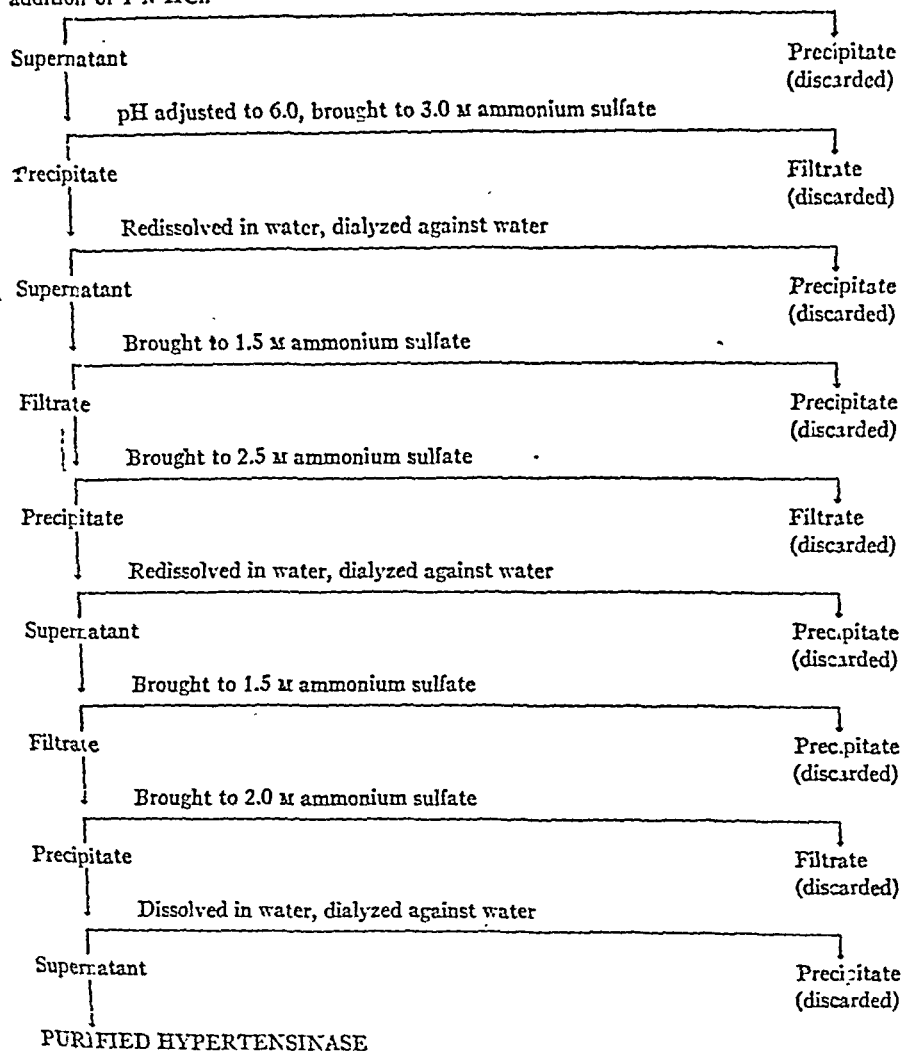 addition of 1 N HCl.
Supernatant Precipitate
(discarded)
pH adjusted to 6.0, brought to 3.0 M ammonium sulfate
Precipitate Filtrate
(discarded)
Redissolved in water, dialyzed against water
Supernatant Precipitate
(discarded)
Brought to 1.5 M ammonium sulfate
Filtrate Precipitate
(discarded)
Brought to 2.5 M ammonium sulfate
Precipitate Filtrate
(discarded)
Redissolved in water, dialyzed against water
Supernatant Precipitate
(discarded)
Brought to 1.5 M ammonium sulfate
Filtrate Precipitate
(discarded)
Brought to 2.0 M ammonium sulfate
Precipitate Filtrate
(discarded)
Dissolved in water, dialyzed against water
Supernatant Precipitate
(discarded)
PURIFIED HYPERTENSINASE